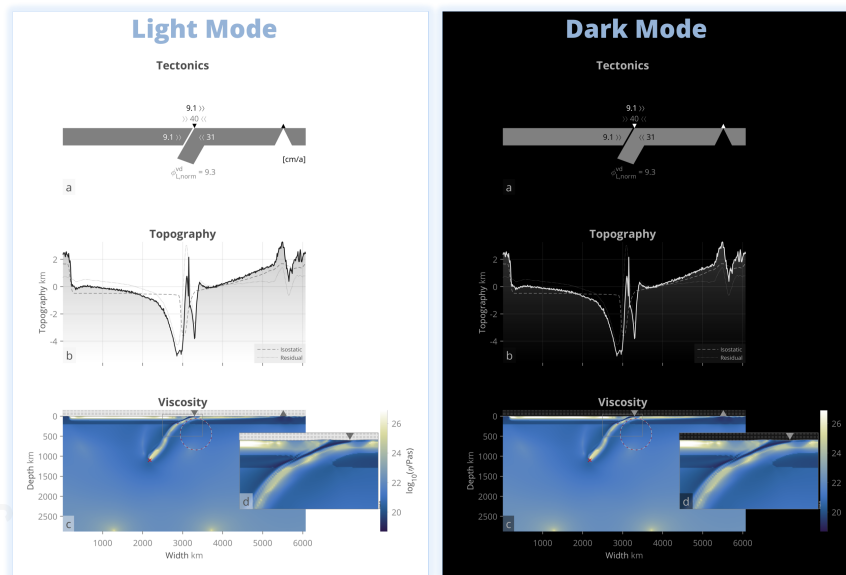 Light Mode
Tectonics
9.1 ⟩⟩
⟩⟩ 40 ⟨⟨
9.1 ⟩⟩ ⟨⟨ 31
[cm/a]
ϕ vd L,norm = 9.3
a
Topography
Topography km
2
0
-2
-4
Isostatic
Residual
b
Viscosity
Depth km
0
500
1000
1500
2000
2500
c
d
26
24
22
20
log10(η/Pas)
1000 2000 3000 4000 5000 6000
Width km
Dark Mode
Tectonics
9.1 ⟩⟩
⟩⟩ 40 ⟨⟨
9.1 ⟩⟩ ⟨⟨ 31
ϕ vd L,norm = 9.3
a
Topography
Topography km
2
0
-2
-4
Isostatic
Residual
b
Viscosity
Depth km
0
500
1000
1500
2000
2500
c
d
26
24
22
20
1000 2000 3000 4000 5000 6000
Width km